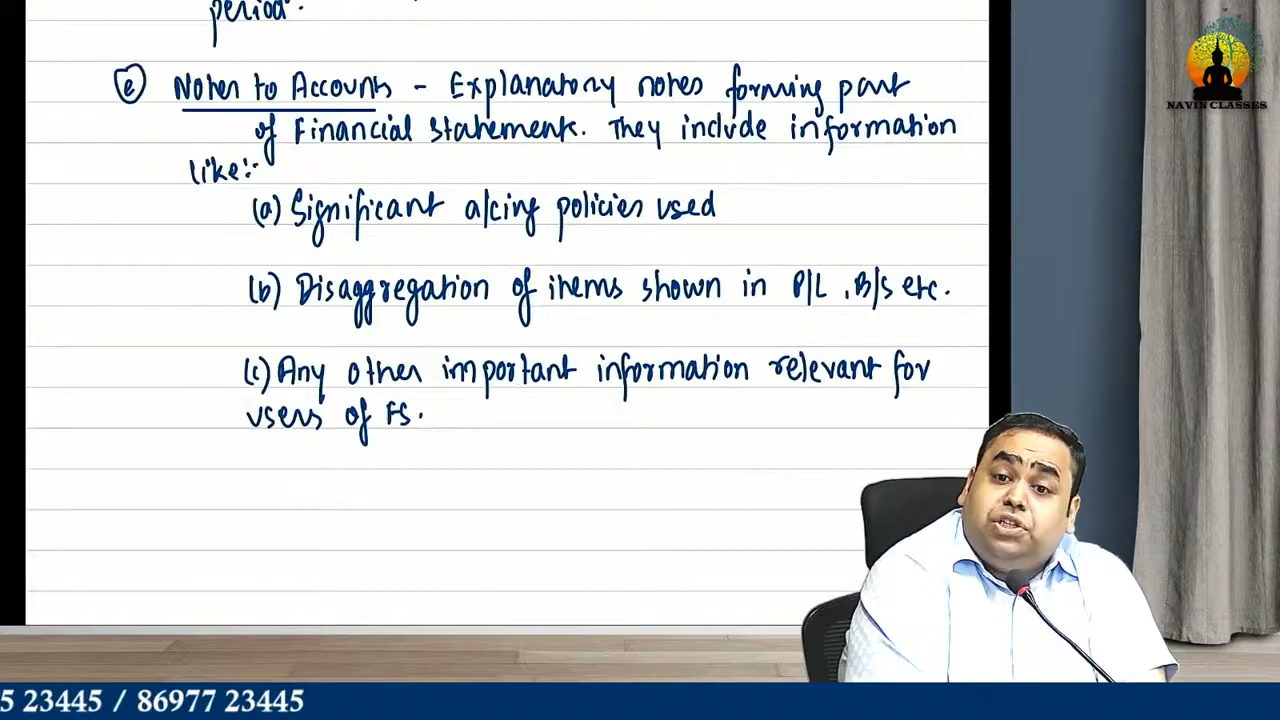 period.
(e) Notes to Accounts - Explanatory notes forming part
of Financial Statements. They include information
like:-
(a) Significant a/cing policies used
(b) Disaggregation of items shown in P/L, B/S etc.
(c) Any other important information relevant for
users of FS.
NAVIN CLASSES
5 23445 / 86977 23445